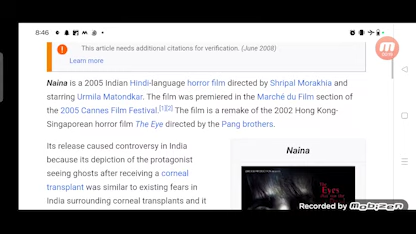 8:46
This article needs additional citations for verification. (June 2008)
Learn more
Naina is a 2005 Indian Hindi-language horror film directed by Shripal Morakhia and
starring Urmila Matondkar. The film was premiered in the Marché du Film section of
the 2005 Cannes Film Festival.[1][2] The film is a remake of the 2002 Hong Kong-
Singaporean horror film The Eye directed by the Pang brothers.
Its release caused controversy in India
because its depiction of the protagonist
seeing ghosts after receiving a corneal
transplant was similar to existing fears in
India surrounding corneal transplants and it
Naina
The
Eyes
Recorded by mobizen